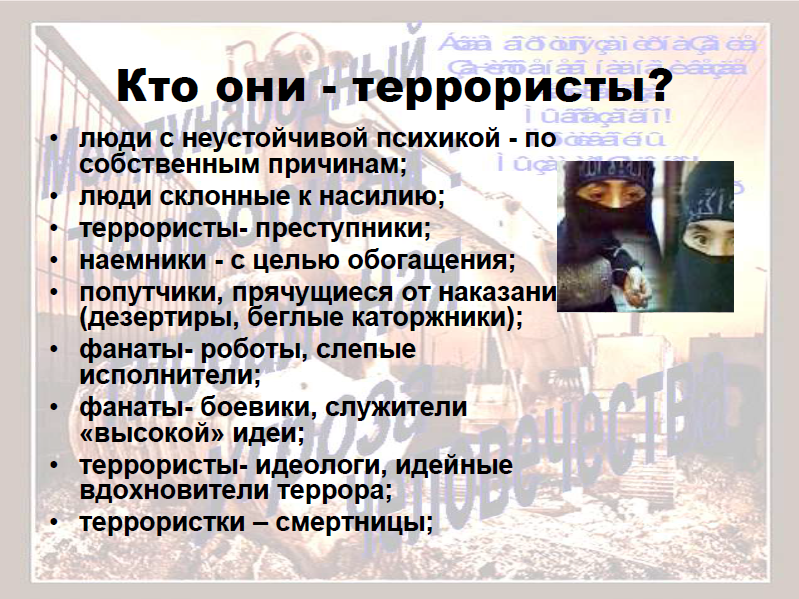 Кто они - террористы?
• люди с неустойчивой психикой - по
собственным причинам;
• люди склонные к насилию;
• террористы- преступники;
• наемники - с целью обогащения;
• попутчики, прячущиеся от наказани
(дезертиры, беглые каторжники);
• фанаты- роботы, слепые
исполнители;
• фанаты- боевики, служители
«высокой» идеи;
• террористы- идеологи, идейные
вдохновители террора;
• террористки – смертницы;
угроза
человечества